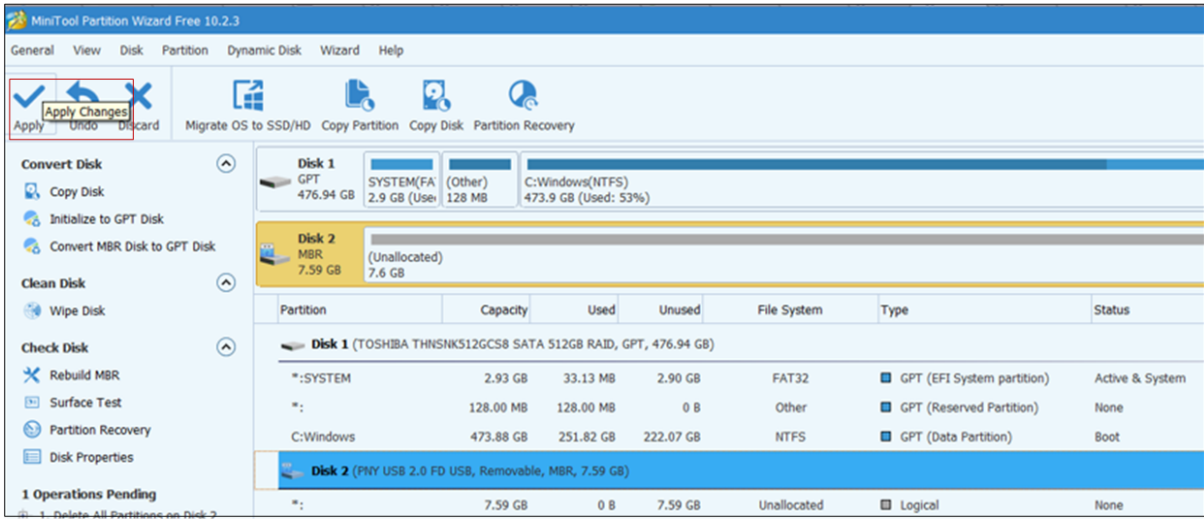 MiniTool Partition Wizard Free 10.2.3
General View Disk Partition Dynamic Disk Wizard Help
Apply Changes
Apply Undo Discard Migrate OS to SSD/HD Copy Partition Copy Disk Partition Recovery
Convert Disk
Copy Disk
Initialize to GPT Disk
Convert MBR Disk to GPT Disk
Clean Disk
Wipe Disk
Check Disk
Rebuild MBR
Surface Test
Partition Recovery
Disk Properties
1 Operations Pending
1. Delete All Partitions on Disk 2
Disk 1
GPT
476.94 GB
SYSTEM(FA
2.9 GB (Use
(Other)
128 MB
C:Windows(NTFS)
473.9 GB (Used: 53%)
Disk 2
MBR
7.59 GB
(Unallocated)
7.6 GB
Partition Capacity Used Unused File System Type Status
Disk 1 (TOSHIBA THNSNK512GCS8 SATA 512GB RAID, GPT, 476.94 GB)
*:SYSTEM 2.93 GB 33.13 MB 2.90 GB FAT32 GPT (EFI System partition) Active & System
*: 128.00 MB 128.00 MB 0 B Other GPT (Reserved Partition) None
C:Windows 473.88 GB 251.82 GB 222.07 GB NTFS GPT (Data Partition) Boot
Disk 2 (PNY USB 2.0 FD USB, Removable, MBR, 7.59 GB)
*: 7.59 GB 0 B 7.59 GB Unallocated Logical None